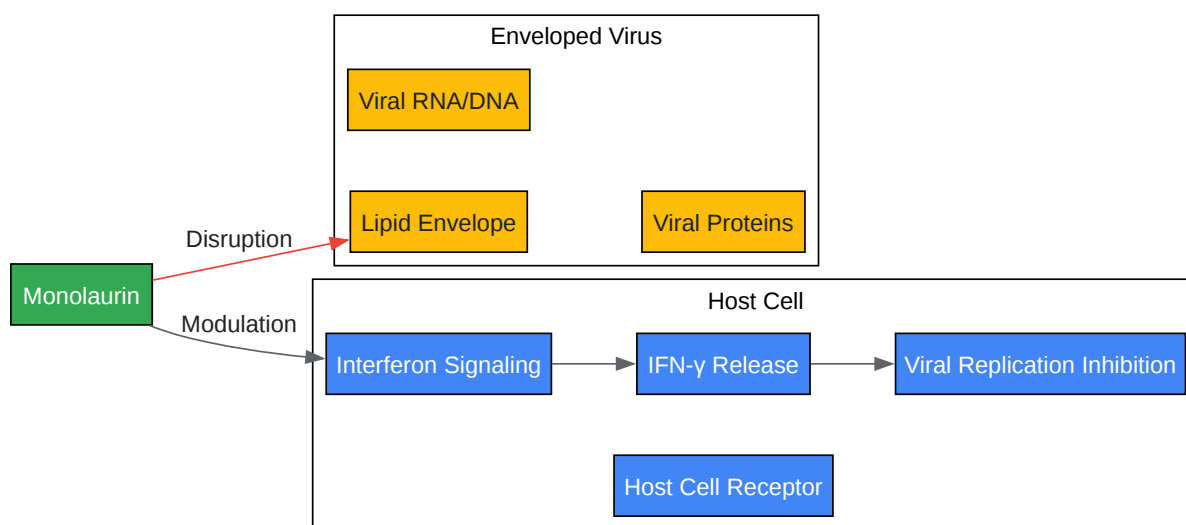 Enveloped Virus
Viral RNA/DNA
Lipid Envelope
Viral Proteins
Disruption
Monolaurin
Modulation
Host Cell
Interferon Signaling
IFN-γ Release
Viral Replication Inhibition
Host Cell Receptor